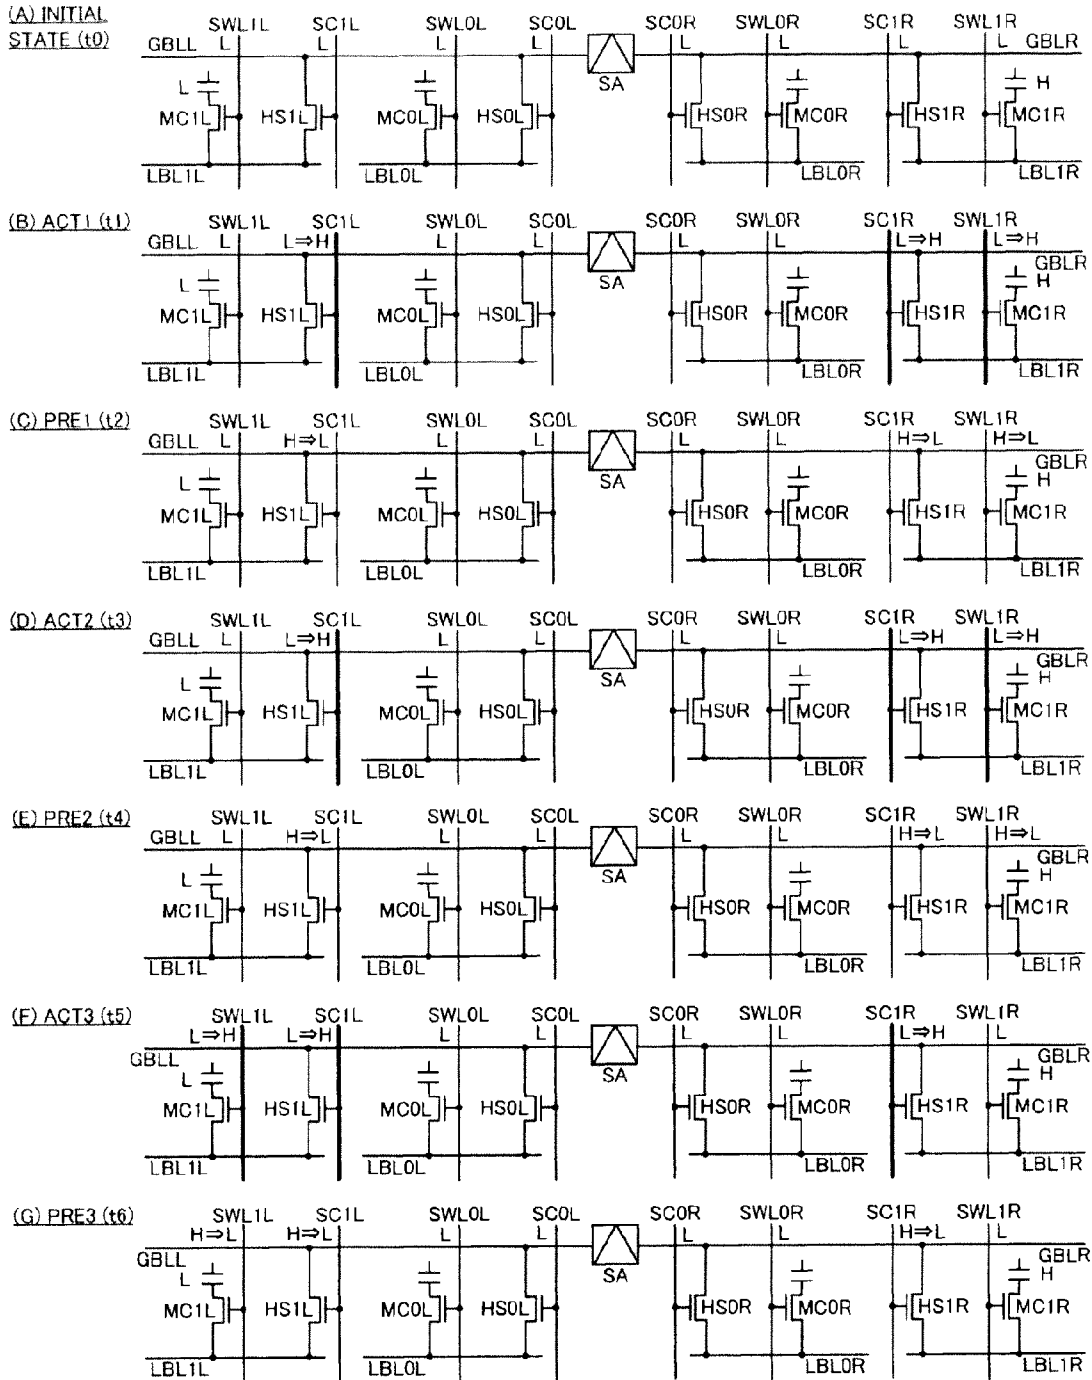 (A) INITIAL
STATE (t0)
SWL1L SC1L SWL0L SC0L SC0R SWL0R SC1R SWL1R
GBLL L L L L L L L L GBLR
SA
L H
MC1L HS1L MC0L HS0L HS0R MC0R HS1R MC1R
LBL1L LBL0L LBL0R LBL1R
(B) ACT1 (t1)
SWL1L SC1L SWL0L SC0L SC0R SWL0R SC1R SWL1R
GBLL L L⇒H L L L L L⇒H L⇒H
GBLR
SA
L H
MC1L HS1L MC0L HS0L HS0R MC0R HS1R MC1R
LBL1L LBL0L LBL0R LBL1R
(C) PRE1 (t2)
SWL1L SC1L SWL0L SC0L SC0R SWL0R SC1R SWL1R
GBLL L H⇒L L L L L H⇒L H⇒L
GBLR
SA
L H
MC1L HS1L MC0L HS0L HS0R MC0R HS1R MC1R
LBL1L LBL0L LBL0R LBL1R
(D) ACT2 (t3)
SWL1L SC1L SWL0L SC0L SC0R SWL0R SC1R SWL1R
GBLL L L⇒H L L L L L⇒H L⇒H
GBLR
SA
L H
MC1L HS1L MC0L HS0L HS0R MC0R HS1R MC1R
LBL1L LBL0L LBL0R LBL1R
(E) PRE2 (t4)
SWL1L SC1L SWL0L SC0L SC0R SWL0R SC1R SWL1R
GBLL L H⇒L L L L L H⇒L H⇒L
GBLR
SA
L H
MC1L HS1L MC0L HS0L HS0R MC0R HS1R MC1R
LBL1L LBL0L LBL0R LBL1R
(F) ACT3 (t5)
SWL1L SC1L SWL0L SC0L SC0R SWL0R SC1R SWL1R
L⇒H L⇒H L L L L L⇒H L
GBLL GBLR
SA
L H
MC1L HS1L MC0L HS0L HS0R MC0R HS1R MC1R
LBL1L LBL0L LBL0R LBL1R
(G) PRE3 (t6)
SWL1L SC1L SWL0L SC0L SC0R SWL0R SC1R SWL1R
H⇒L H⇒L L L L L H⇒L L
GBLL GBLR
SA
L H
MC1L HS1L MC0L HS0L HS0R MC0R HS1R MC1R
LBL1L LBL0L LBL0R LBL1R